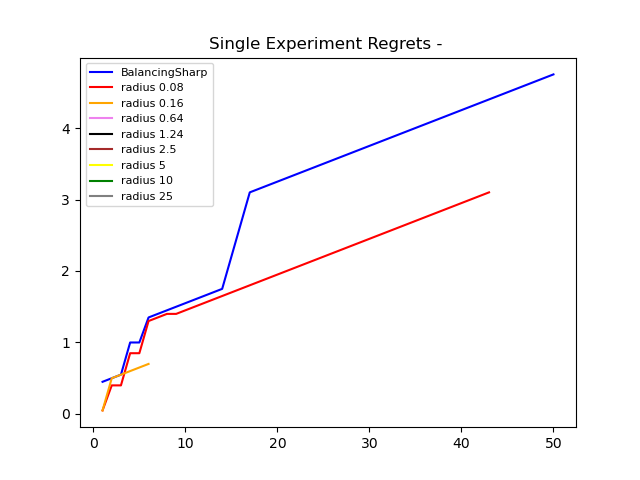 Single Experiment Regrets -
BalancingSharp
radius 0.08
radius 0.16
radius 0.64
radius 1.24
radius 2.5
radius 5
radius 10
radius 25
4
3
2
1
0
0 10 20 30 40 50